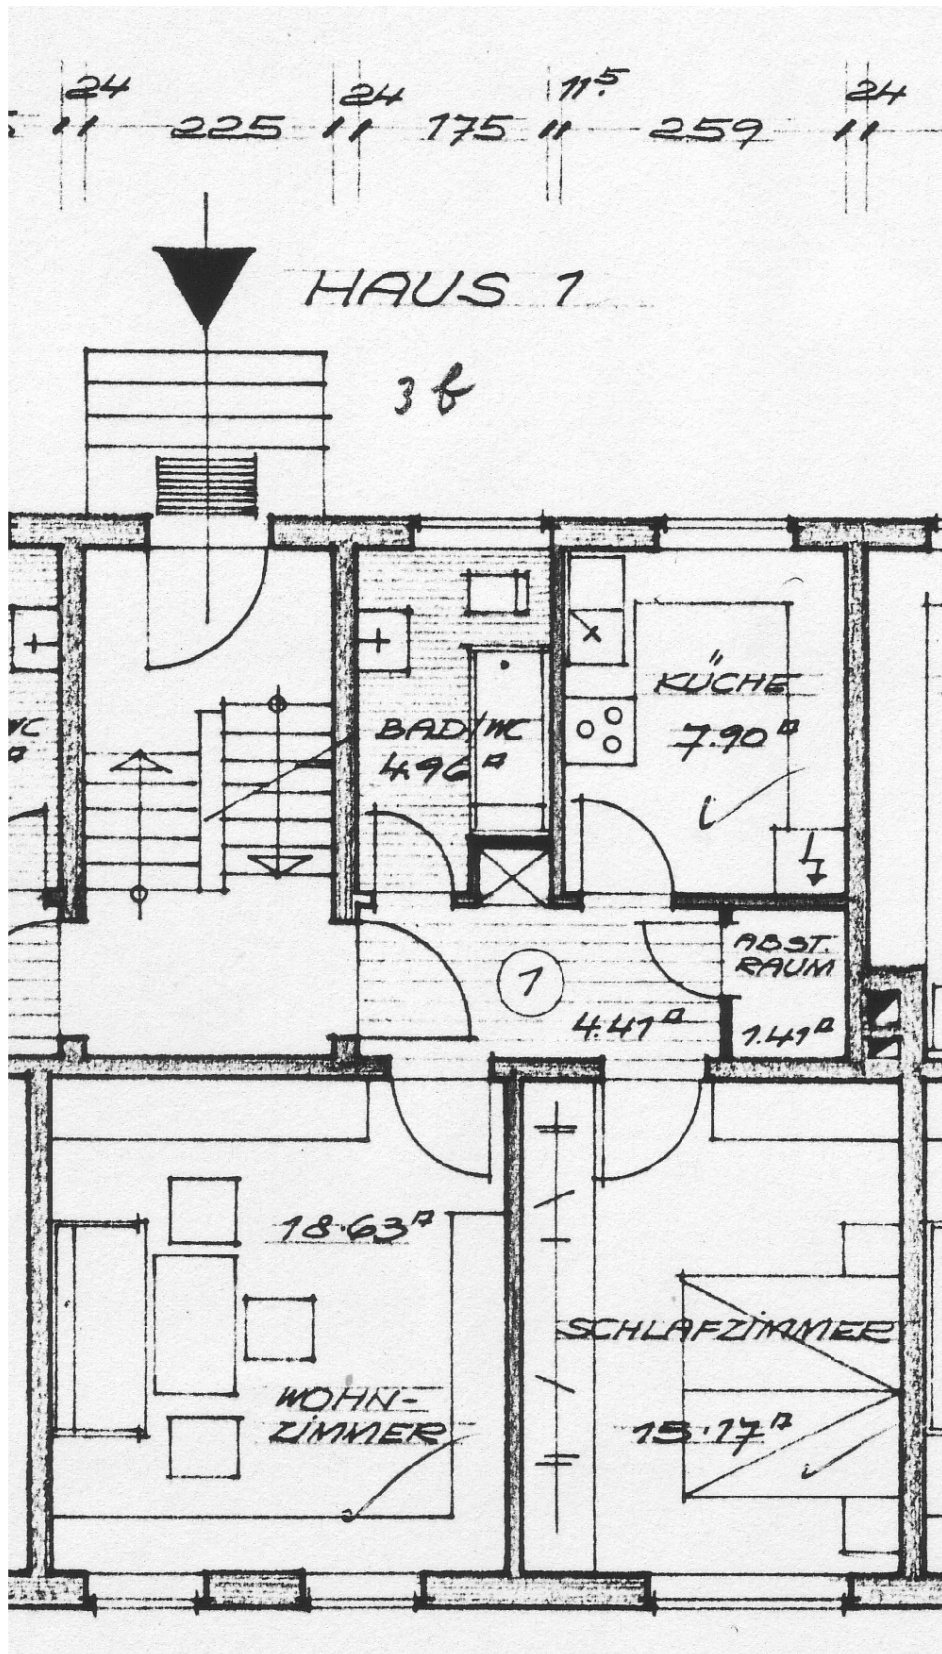 24 24 11⁵ 24
225 175 259
HAUS 1
3 b
KÜCHE
7.90
BAD/WC
4.96
WC
ABST.
RAUM
1
4.41
1.41
18.63
SCHLAFZIMMER
WOHN-
ZIMMER
15.17